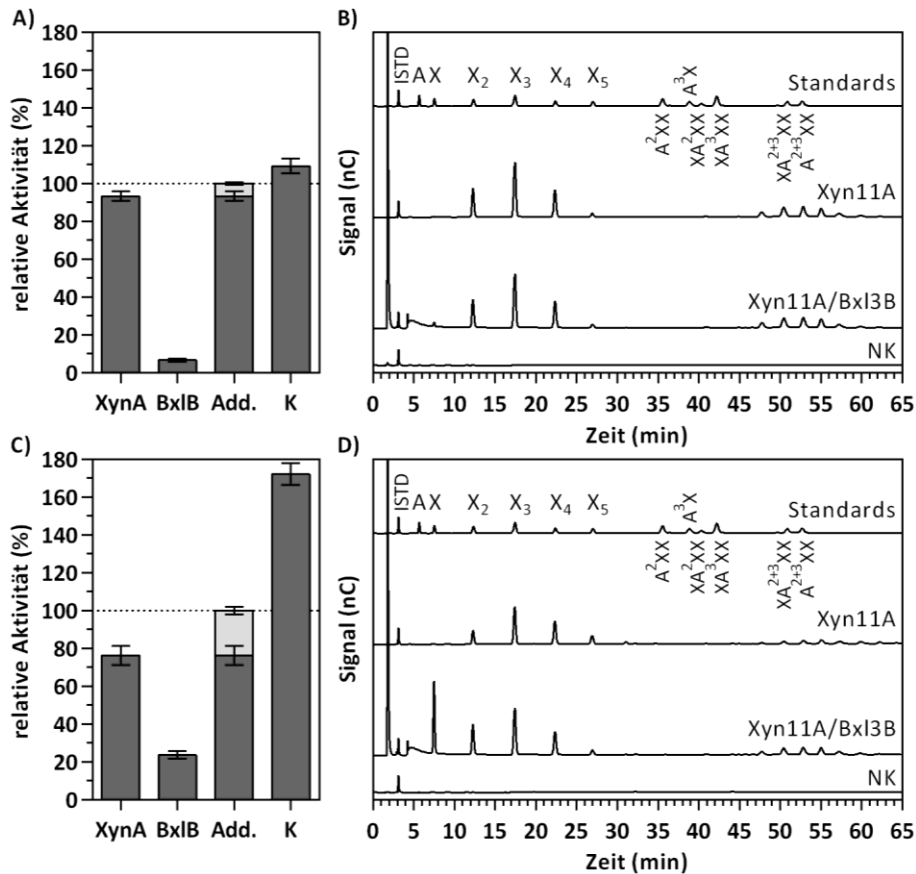 A)
relative Aktivität (%)
180
160
140
120
100
80
60
40
20
0
XynA BxlB Add. K
B)
Signal (nC)
ISTD A X X₂ X₃ X₄ X₅ A³X Standards
A²XX XA²XX XA³XX XA²⁺³XX A²⁺³XX
Xyn11A
Xyn11A/Bxl3B
NK
0 5 10 15 20 25 30 35 40 45 50 55 60 65
Zeit (min)
C)
relative Aktivität (%)
180
160
140
120
100
80
60
40
20
0
XynA BxlB Add. K
D)
Signal (nC)
ISTD A X X₂ X₃ X₄ X₅ A³X Standards
A²XX XA²XX XA³XX XA²⁺³XX A²⁺³XX
Xyn11A
Xyn11A/Bxl3B
NK
0 5 10 15 20 25 30 35 40 45 50 55 60 65
Zeit (min)